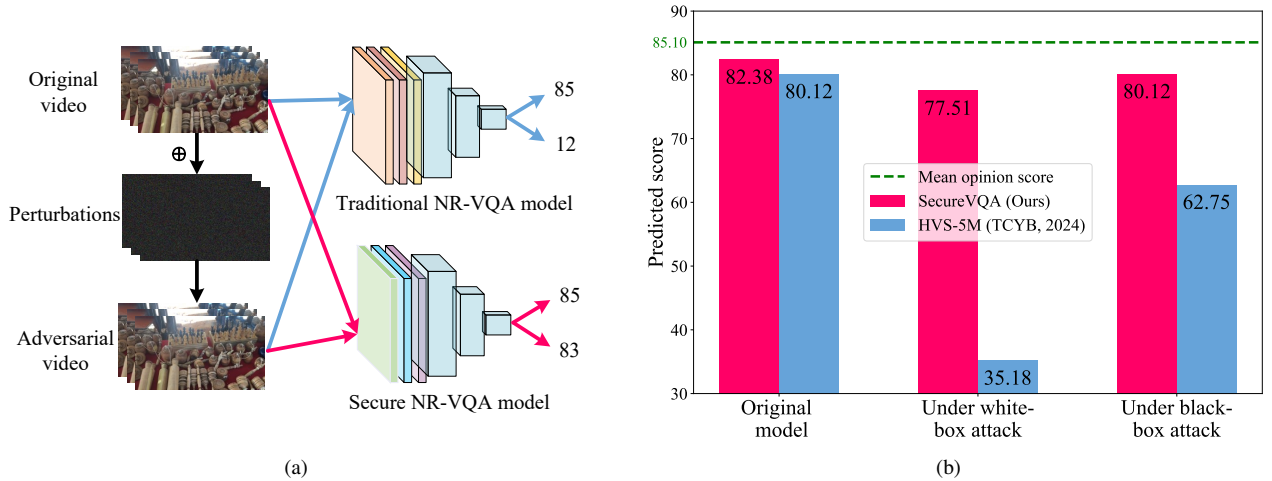 Original
video
⊕
Perturbations
Adversarial
video
85
12
Traditional NR-VQA model
85
83
Secure NR-VQA model
(a)
Predicted score
90
85.10
80
70
60
50
40
30
82.38
80.12
77.51
35.18
80.12
62.75
Mean opinion score
SecureVQA (Ours)
HVS-5M (TCYB, 2024)
Original
model
Under white-
box attack
Under black-
box attack
(b)